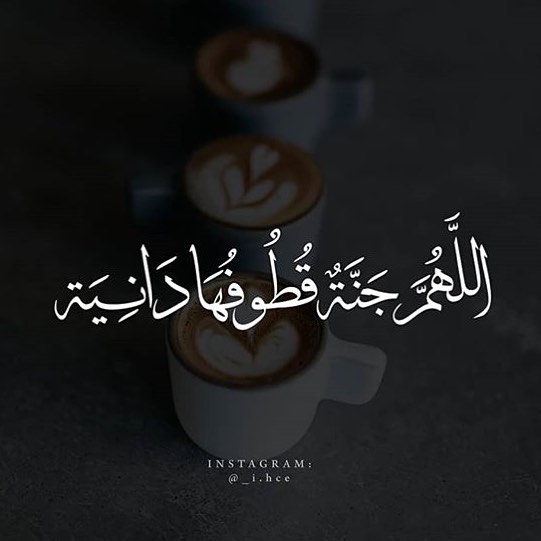 اللَّهُمَّ جَنَّةٌ قُطُوفُهَا دَانِيَة
INSTAGRAM:
@_i.hce